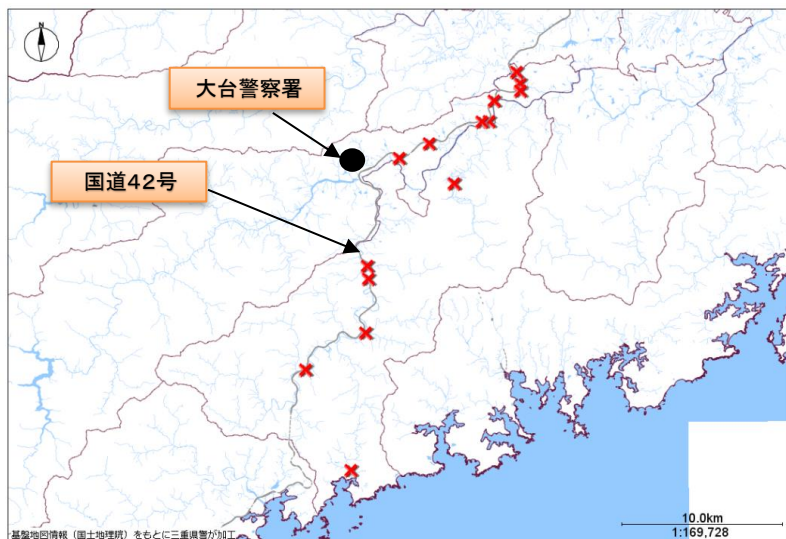 N
大台警察署
国道42号
10.0km
1:169,728
基盤地図情報（国土地理院）をもとに三重県警が加工